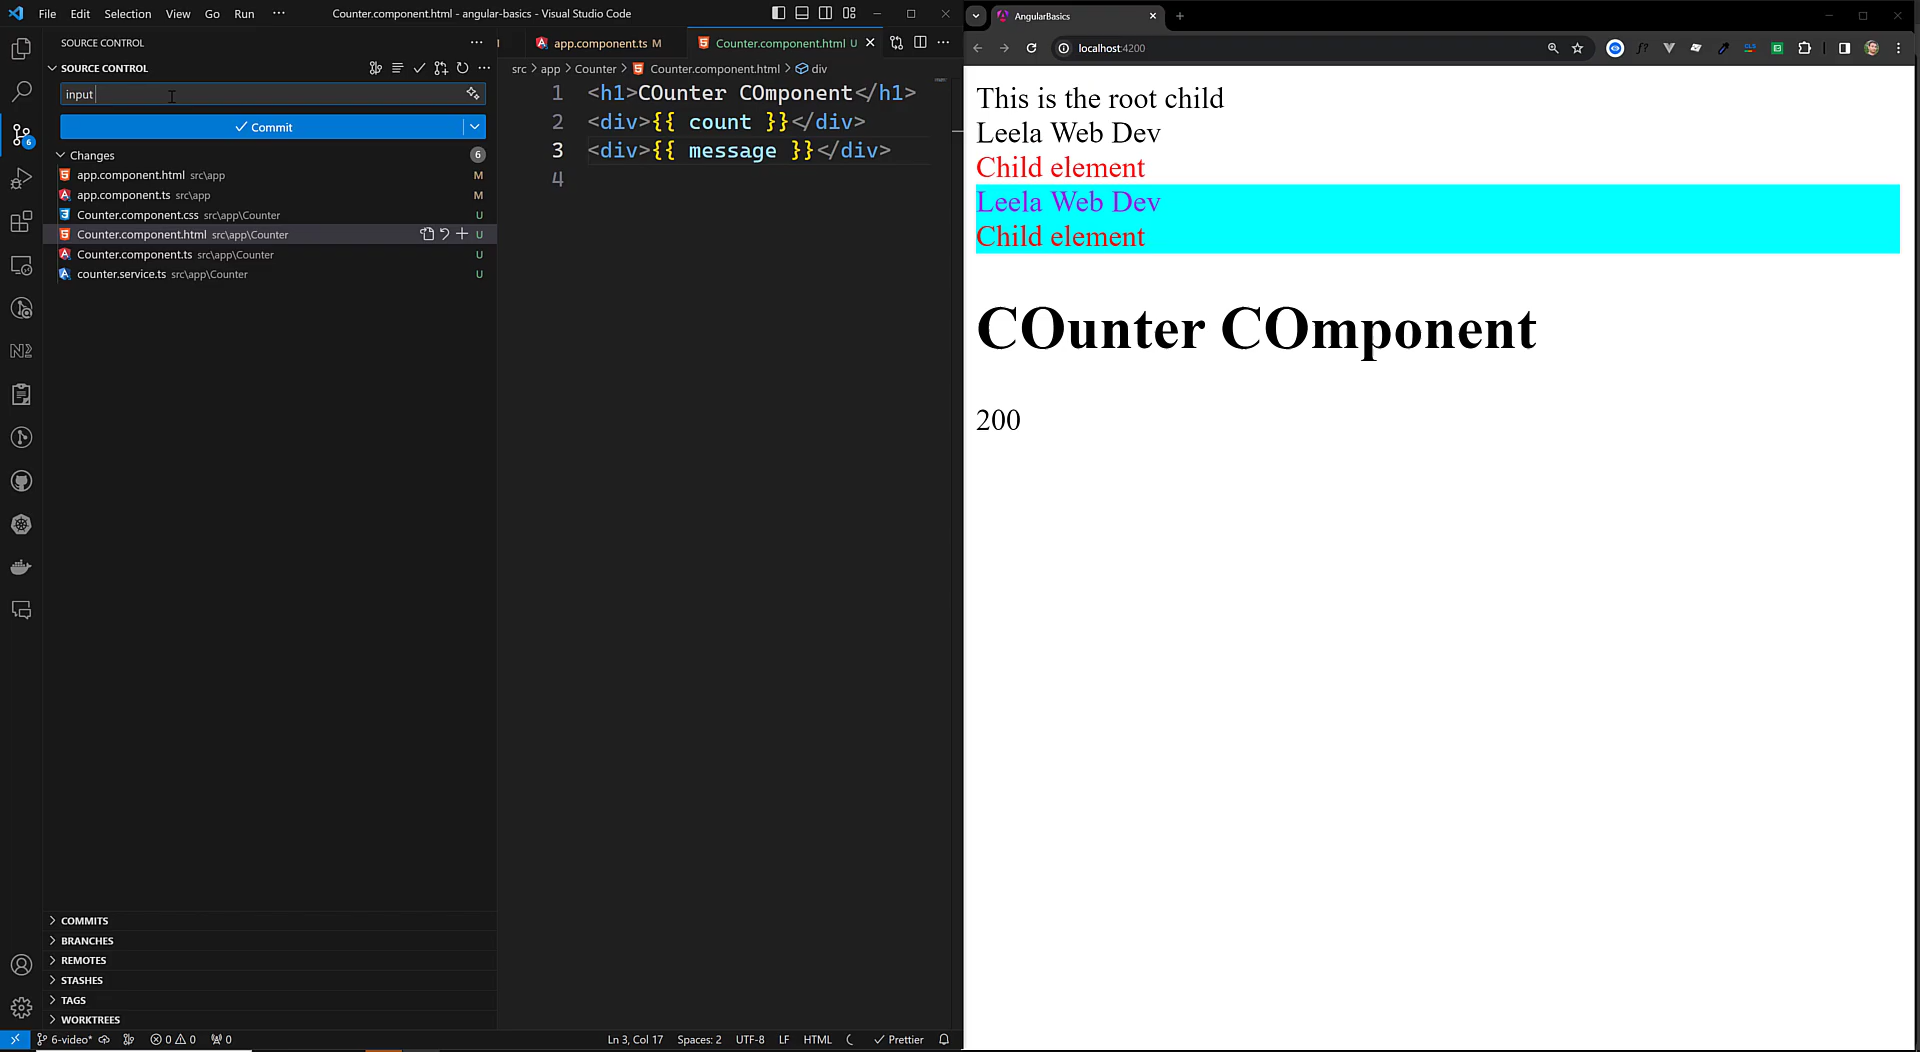 File Edit Selection View Go Run ··· Counter.component.html - angular-basics - Visual Studio Code
SOURCE CONTROL ···
SOURCE CONTROL ···
input
Commit
Changes 6
app.component.html src\app M
app.component.ts src\app M
Counter.component.css src\app\Counter U
Counter.component.html src\app\Counter U
Counter.component.ts src\app\Counter U
counter.service.ts src\app\Counter U
6
COMMITS
BRANCHES
REMOTES
STASHES
TAGS
WORKTREES
app.component.ts M Counter.component.html U ···
src > app > Counter > Counter.component.html > div
1 <h1>COunter COmponent</h1>
2 <div>{{ count }}</div>
3 <div>{{ message }}</div>
4
6-video* 0 0 0 Ln 3, Col 17 Spaces: 2 UTF-8 LF HTML Prettier
AngularBasics
localhost:4200
This is the root child
Leela Web Dev
Child element
Leela Web Dev
Child element
COunter COmponent
200